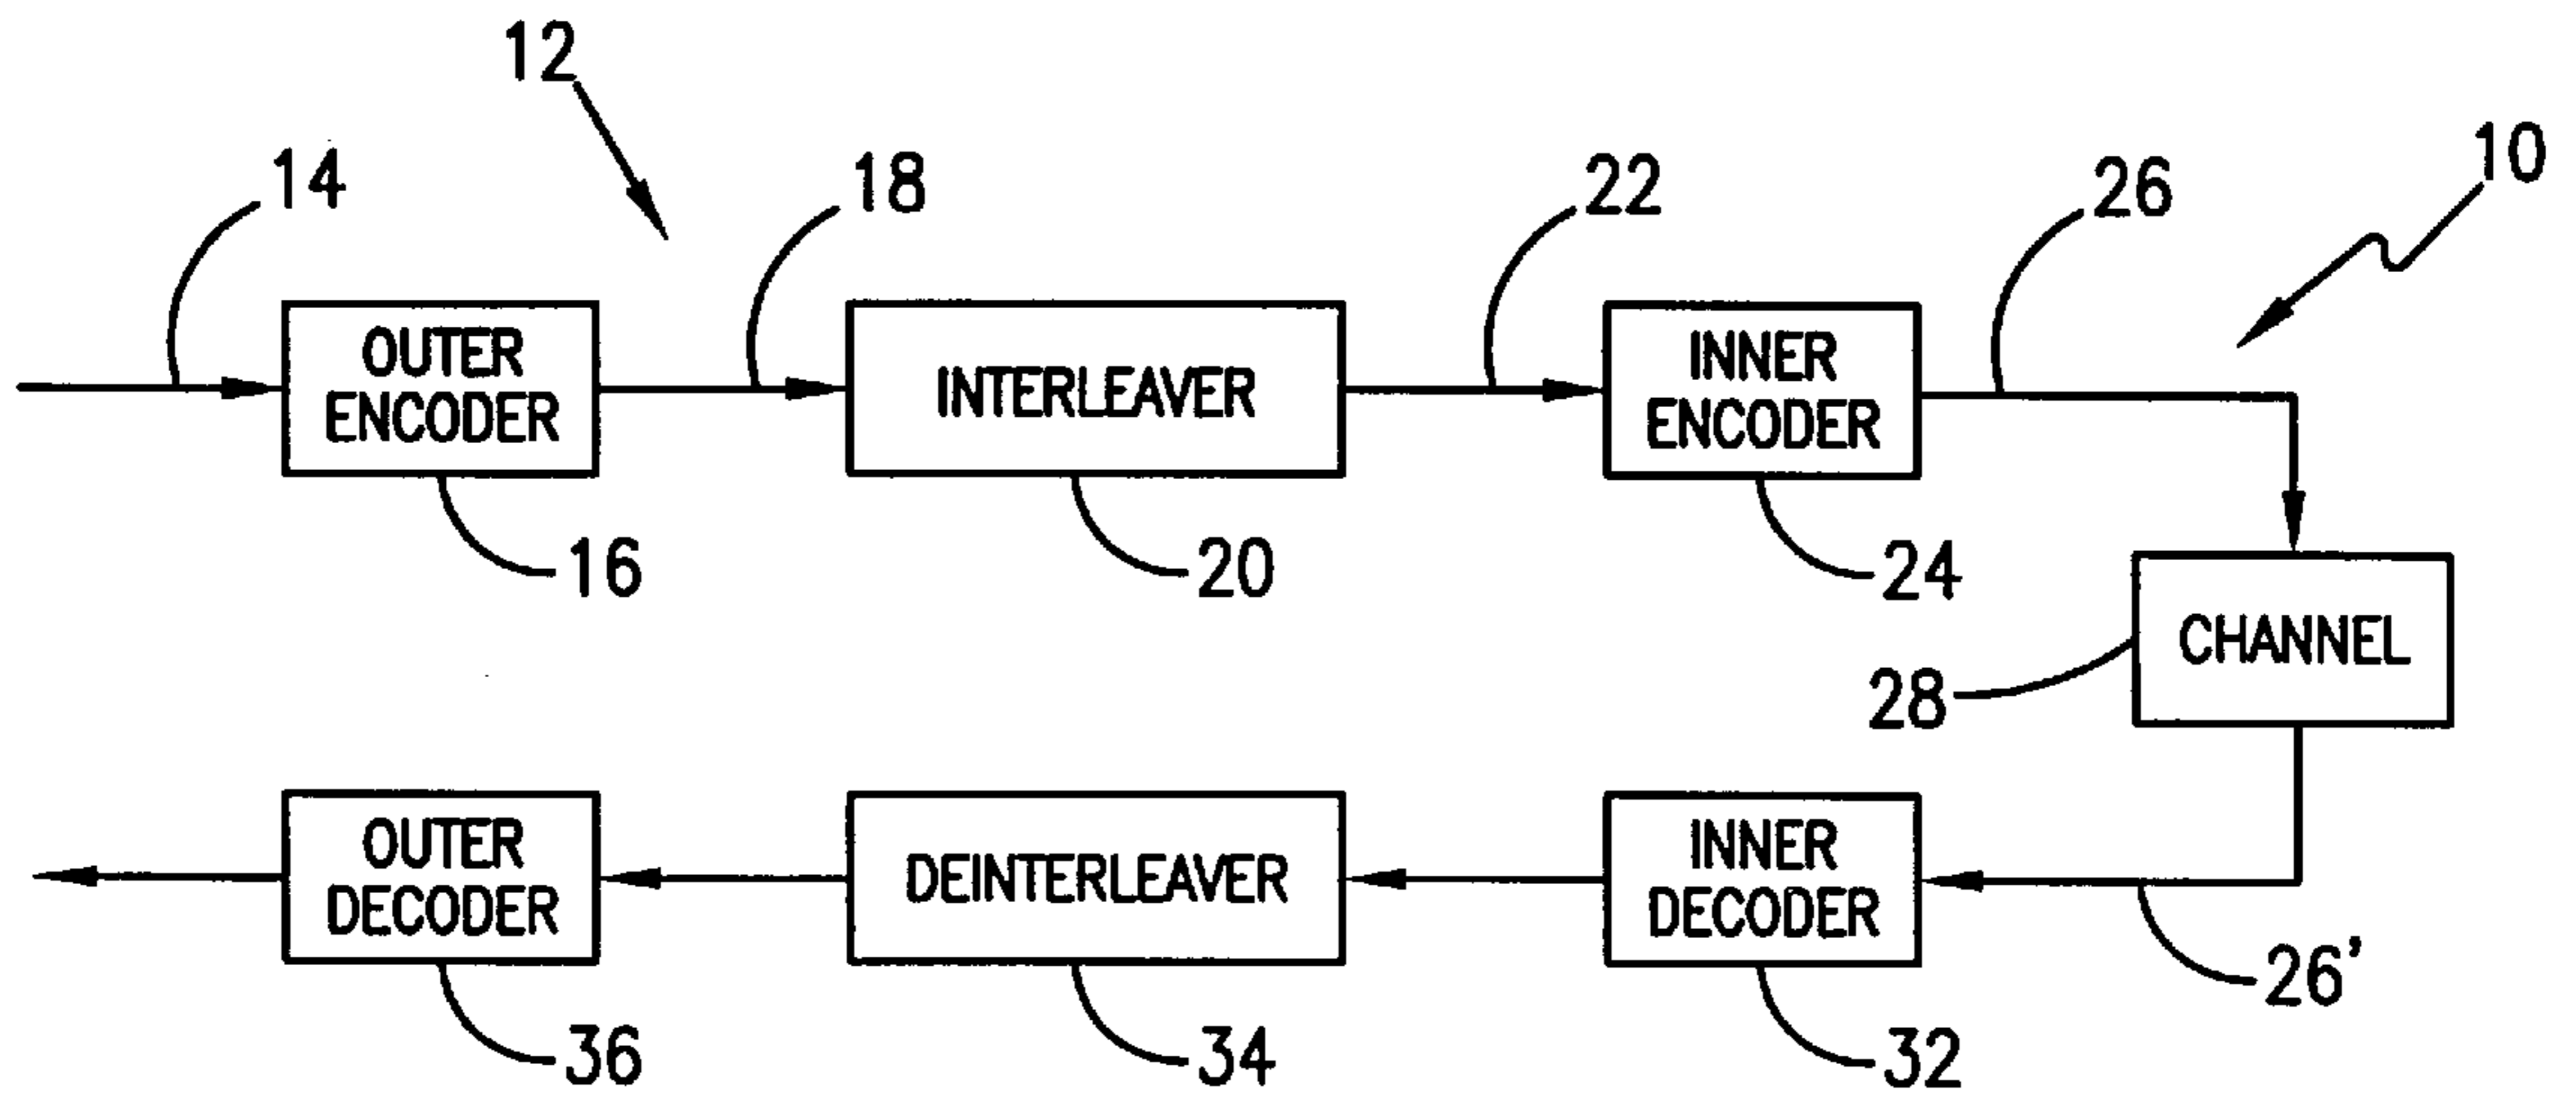 12
10
14
18
22
26
OUTER
ENCODER
INTERLEAVER
INNER
ENCODER
16
20
24
CHANNEL
28
OUTER
DECODER
DEINTERLEAVER
INNER
DECODER
26'
36
34
32